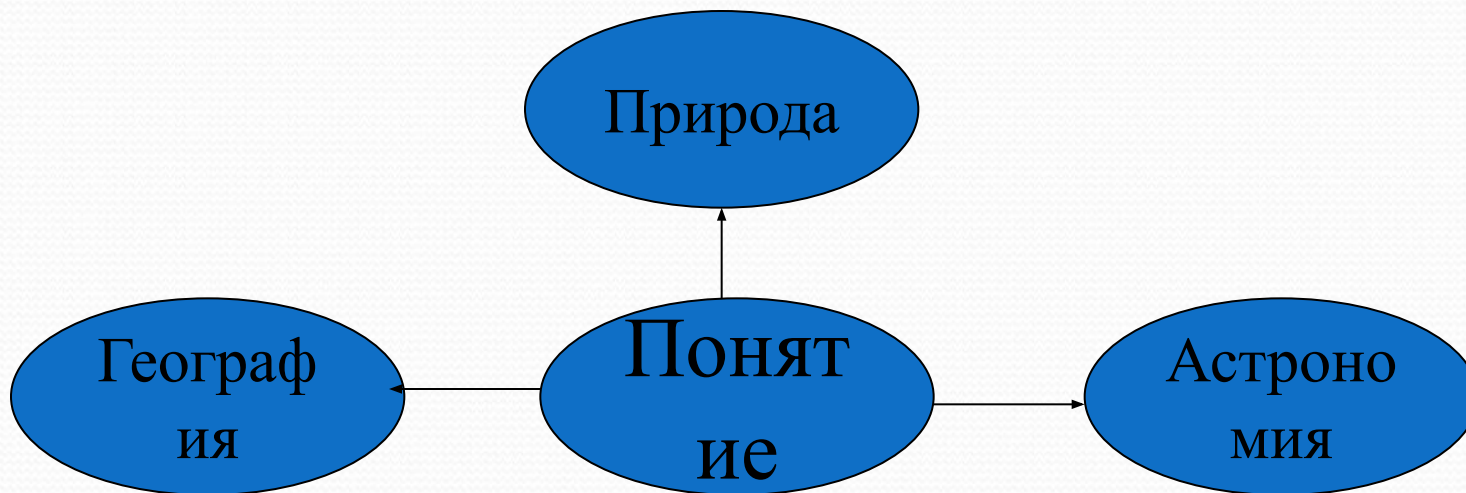 Природа
Географ
ия
Понят
ие
Астроно
мия